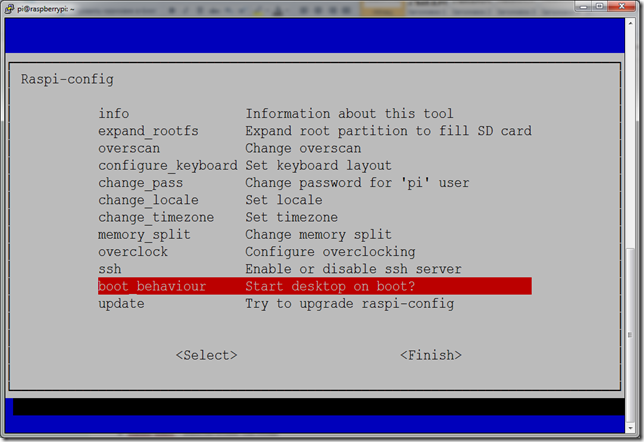 pi@raspberrypi: ~
Raspi-config
info Information about this tool
expand_rootfs Expand root partition to fill SD card
overscan Change overscan
configure_keyboard Set keyboard layout
change_pass Change password for 'pi' user
change_locale Set locale
change_timezone Set timezone
memory_split Change memory split
overclock Configure overclocking
ssh Enable or disable ssh server
boot_behaviour Start desktop on boot?
update Try to upgrade raspi-config
<Select> <Finish>